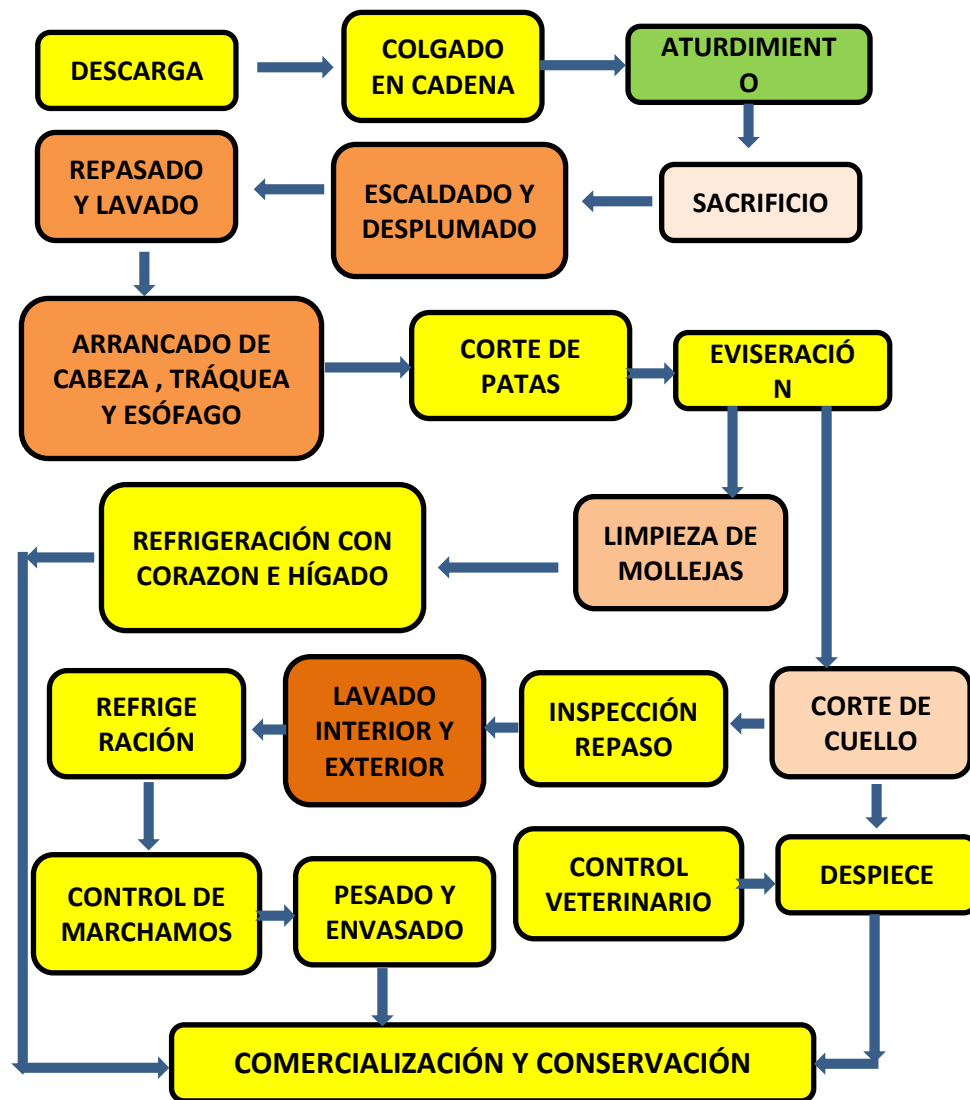 DESCARGA
COLGADO
EN CADENA
ATURDIMIENT
O
REPASADO
Y LAVADO
ESCALDADO Y
DESPLUMADO
SACRIFICIO
ARRANCADO DE
CABEZA , TRÁQUEA
Y ESÓFAGO
CORTE DE
PATAS
EVISERACIÓ
N
REFRIGERACIÓN CON
CORAZON E HÍGADO
LIMPIEZA DE
MOLLEJAS
REFRIGE
RACIÓN
LAVADO
INTERIOR Y
EXTERIOR
INSPECCIÓN
REPASO
CORTE DE
CUELLO
CONTROL DE
MARCHAMOS
PESADO Y
ENVASADO
CONTROL
VETERINARIO
DESPIECE
COMERCIALIZACIÓN Y CONSERVACIÓN